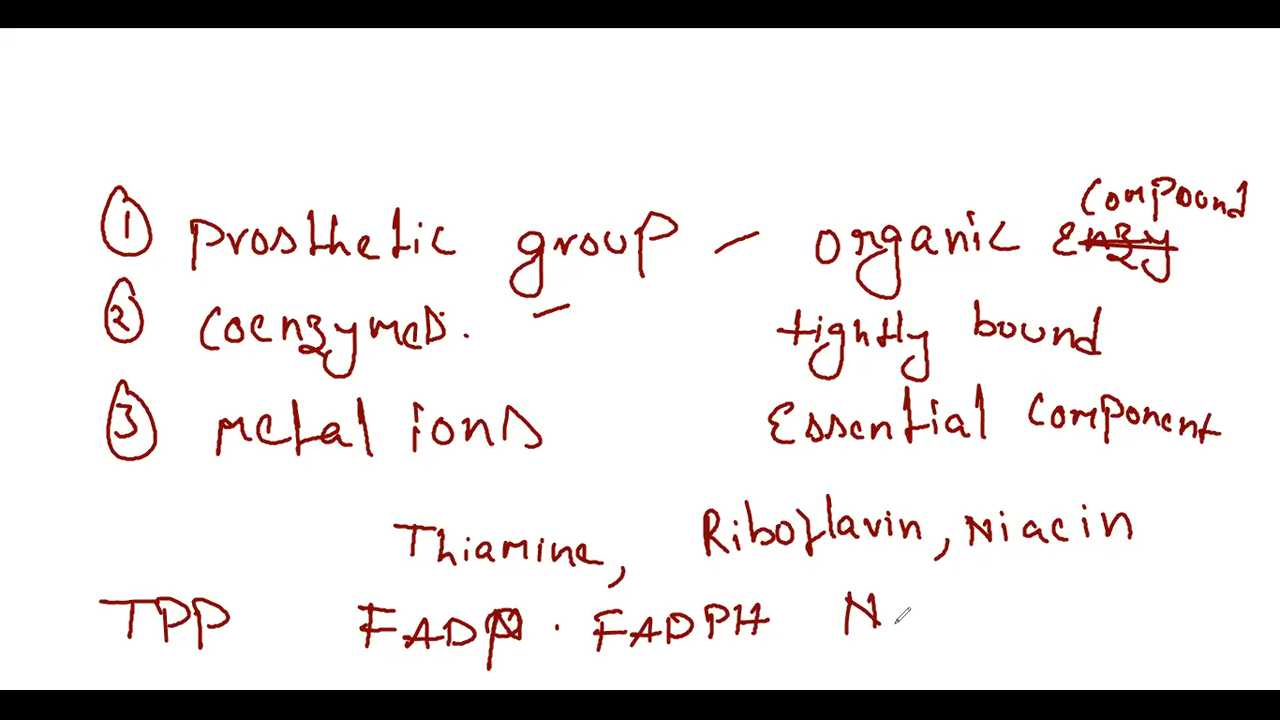 ① Prosthetic group - organic compound
② Coenzymes. - tightly bound
③ metal ions Essential component
Thiamine, Riboflavin, Niacin
TPP FAD . FADPH N